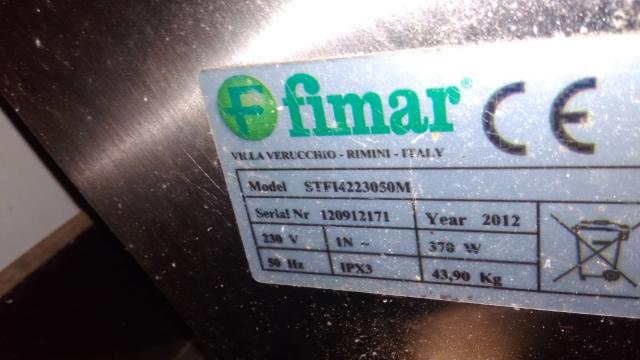 F fimar® CE
VILLA VERUCCHIO - RIMINI - ITALY
Model STFI4223050M
Serial Nr 120912171 Year 2012
230 V 1N ~ 370 W
50 Hz IPX3 43,90 Kg